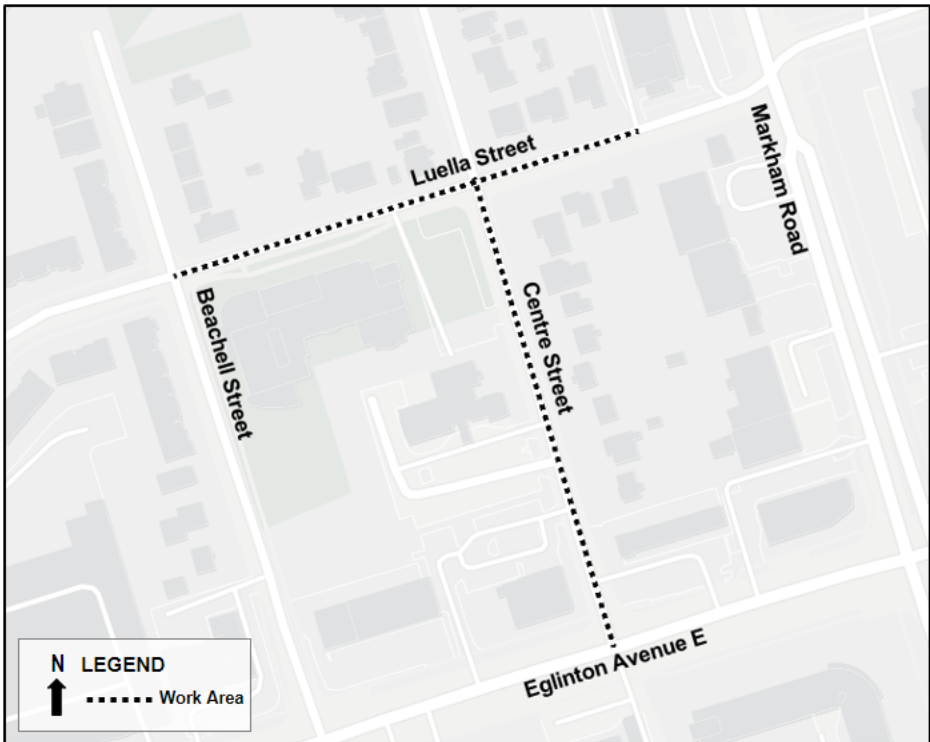 Luella Street
Markham Road
Beachell Street
Centre Street
Eglinton Avenue E
N LEGEND
Work Area